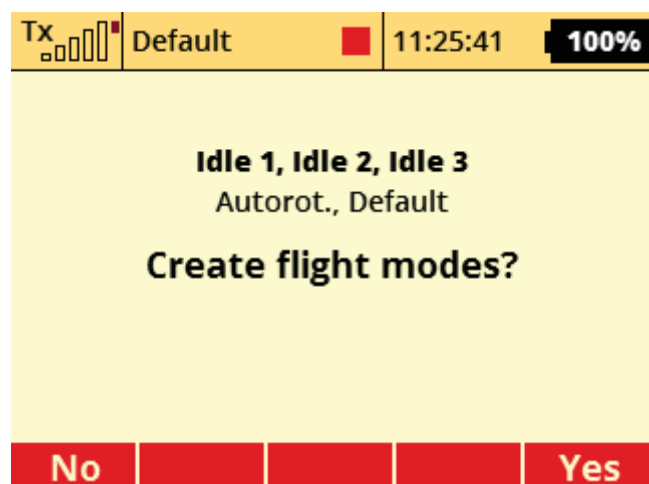 Tx Default 11:25:41 100%
Idle 1, Idle 2, Idle 3
Autorot., Default
Create flight modes?
No Yes